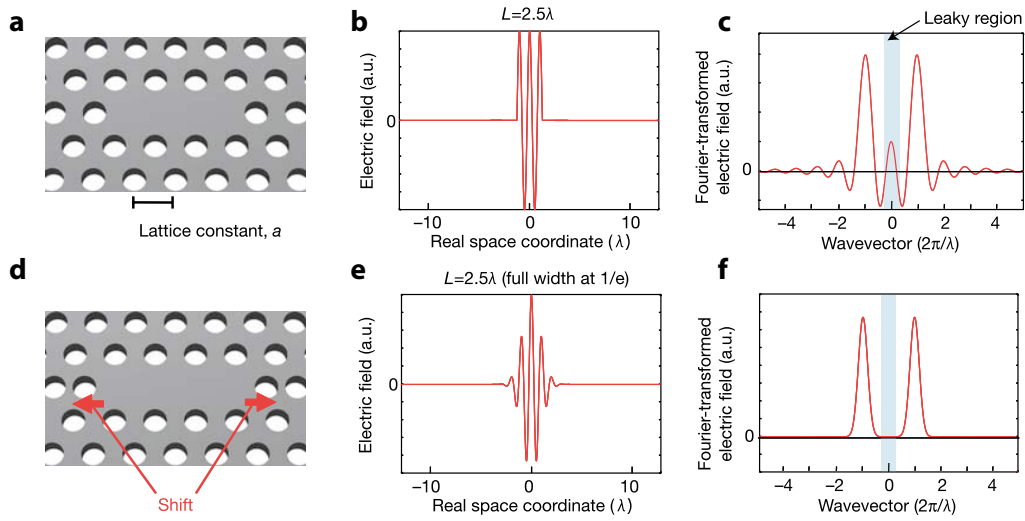 a
Lattice constant, a
b
L=2.5λ
Electric field (a.u.)
0
−10
0
10
Real space coordinate (λ)
c
Leaky region
Fourier-transformed
electric field (a.u.)
0
−4
−2
0
2
4
Wavevector (2π/λ)
d
Shift
e
L=2.5λ (full width at 1/e)
Electric field (a.u.)
0
−10
0
10
Real space coordinate (λ)
f
Fourier-transformed
electric field (a.u.)
0
−4
−2
0
2
4
Wavevector (2π/λ)